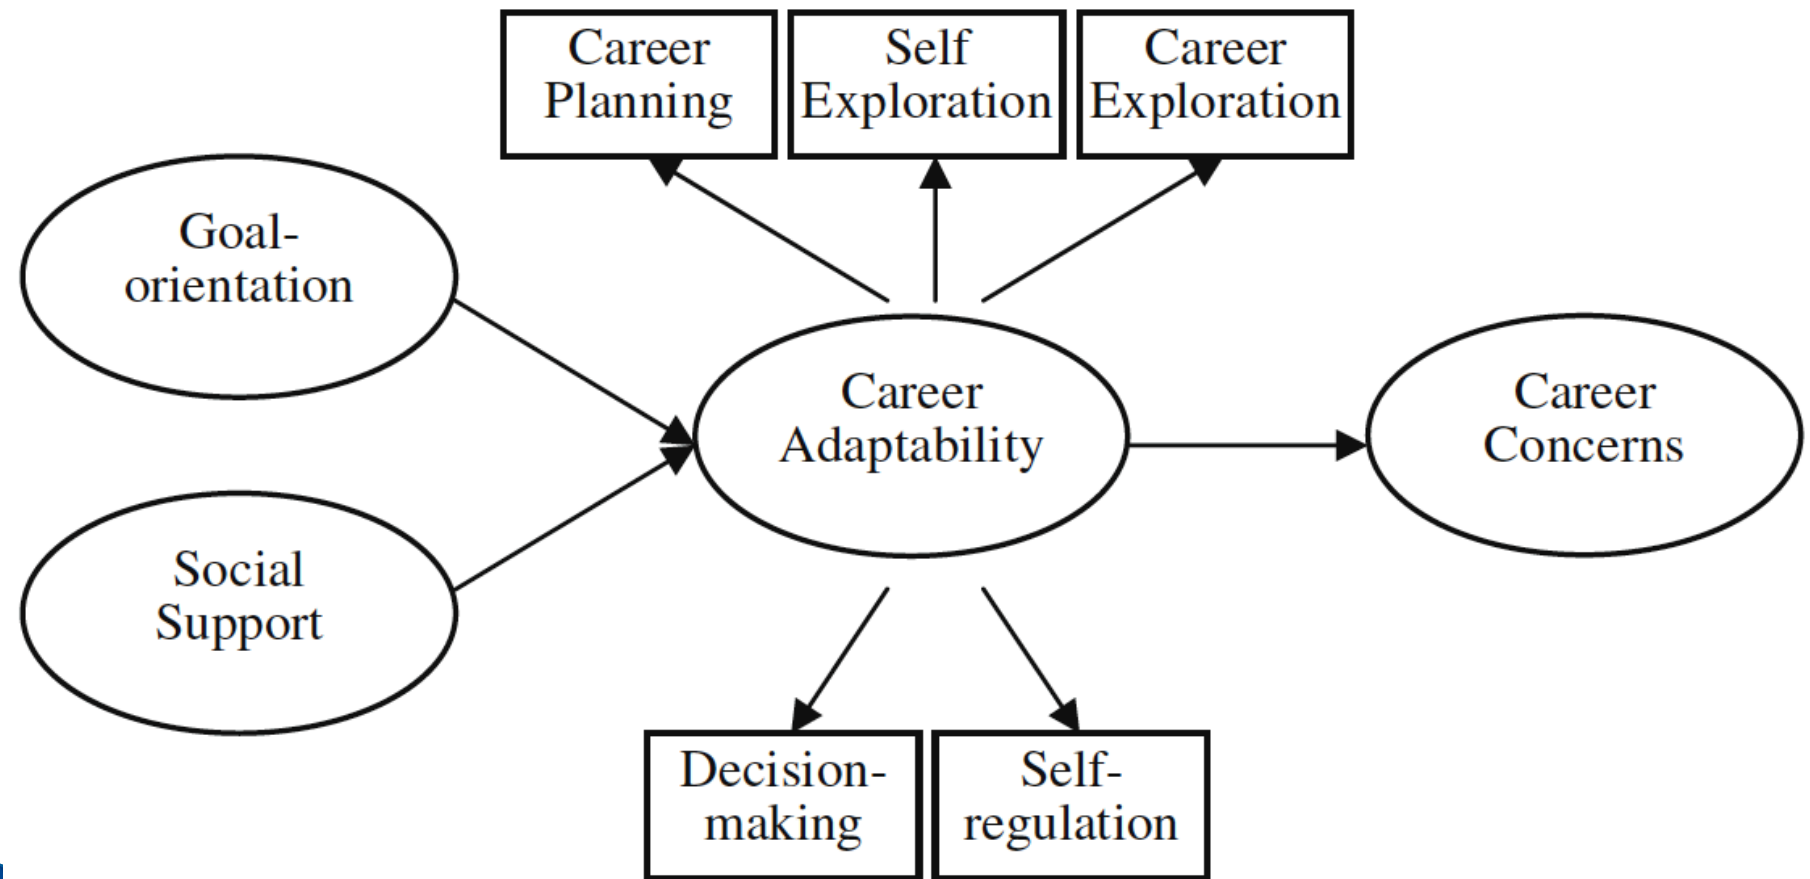 Career
Planning
Self
Exploration
Career
Exploration
Goal-
orientation
Career
Adaptability
Career
Concerns
Social
Support
Decision-
making
Self-
regulation